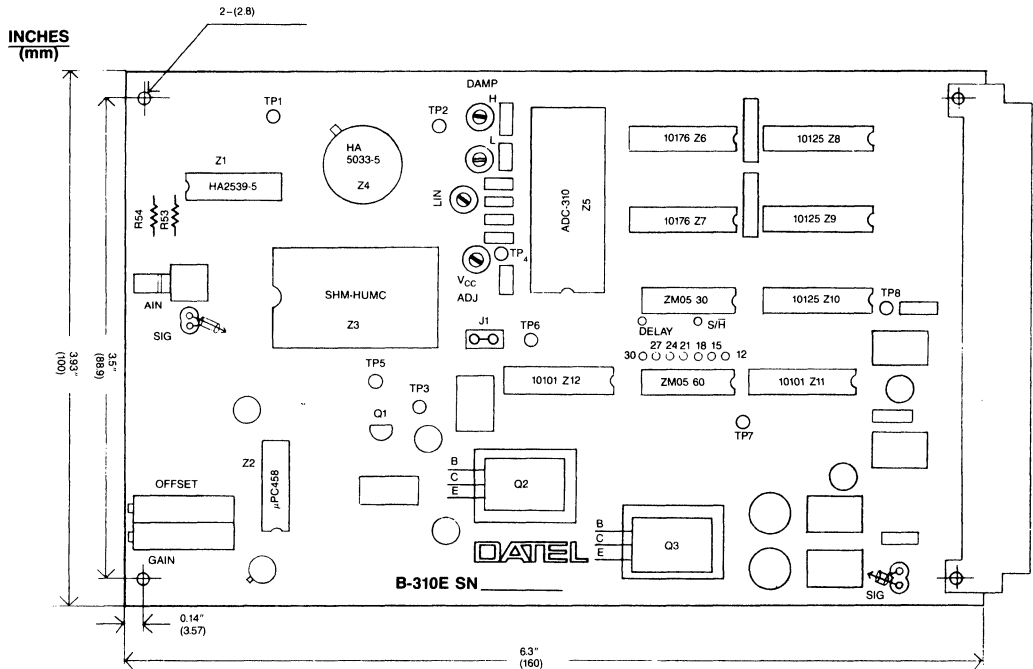 2-(2.8)
INCHES
(mm)
DAMP
H
TP1
TP2
HA
5033-5
Z4
L
10176 Z6
10125 Z8
Z1
HA2539-5
LIN
ADC-310
Z5
R54
R53
10176 Z7
10125 Z9
TP4
VCC
ADJ
SHM-HUMC
Z3
AIN
SIG
ZM05 30
10125 Z10
TP8
J1
TP6
DELAY
S/H̅
27 24 21 18 15
30
12
3.5"
(88.9)
3.93"
(100)
TP5
10101 Z12
ZM05 60
10101 Z11
TP3
Q1
TP7
Z2
μPC458
B
C
E
Q2
OFFSET
GAIN
B
C
E
Q3
DATEL
B-310E SN
SIG
0.14"
(3.57)
6.3"
(160)